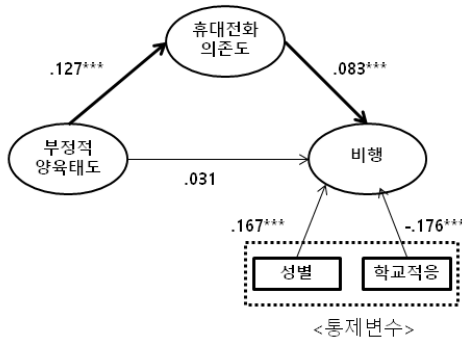 휴대전화
의존도
.127***
.083***
부정적
양육태도
비행
.031
.167***
-.176***
성별
학교적응
<통제변수>